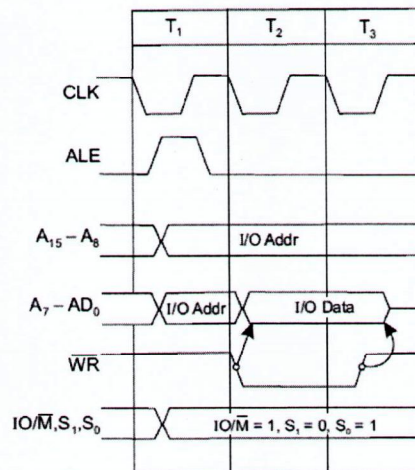 T₁ T₂ T₃
CLK
ALE
A₁₅ – A₈ I/O Addr
A₇ – AD₀ I/O Addr I/O Data
W̅R̅
IO/M̅,S₁,S₀ IO/M̅ = 1, S₁ = 0, S₀ = 1